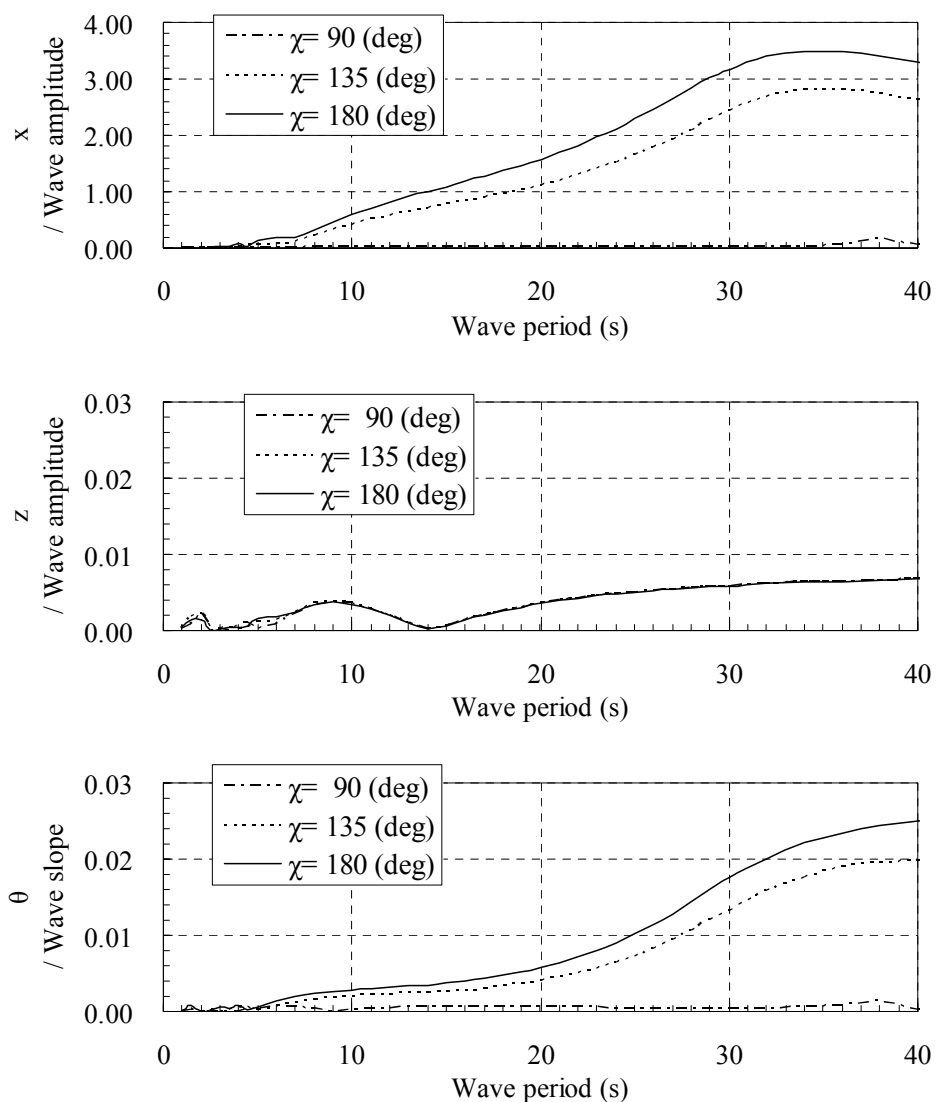 4.00
3.00
2.00
1.00
0.00
x
/ Wave amplitude
χ= 90 (deg)
χ= 135 (deg)
χ= 180 (deg)
0 10 20 30 40
Wave period (s)
0.03
0.02
0.01
0.00
z
/ Wave amplitude
χ= 90 (deg)
χ= 135 (deg)
χ= 180 (deg)
0 10 20 30 40
Wave period (s)
0.03
0.02
0.01
0.00
θ
/ Wave slope
χ= 90 (deg)
χ= 135 (deg)
χ= 180 (deg)
0 10 20 30 40
Wave period (s)